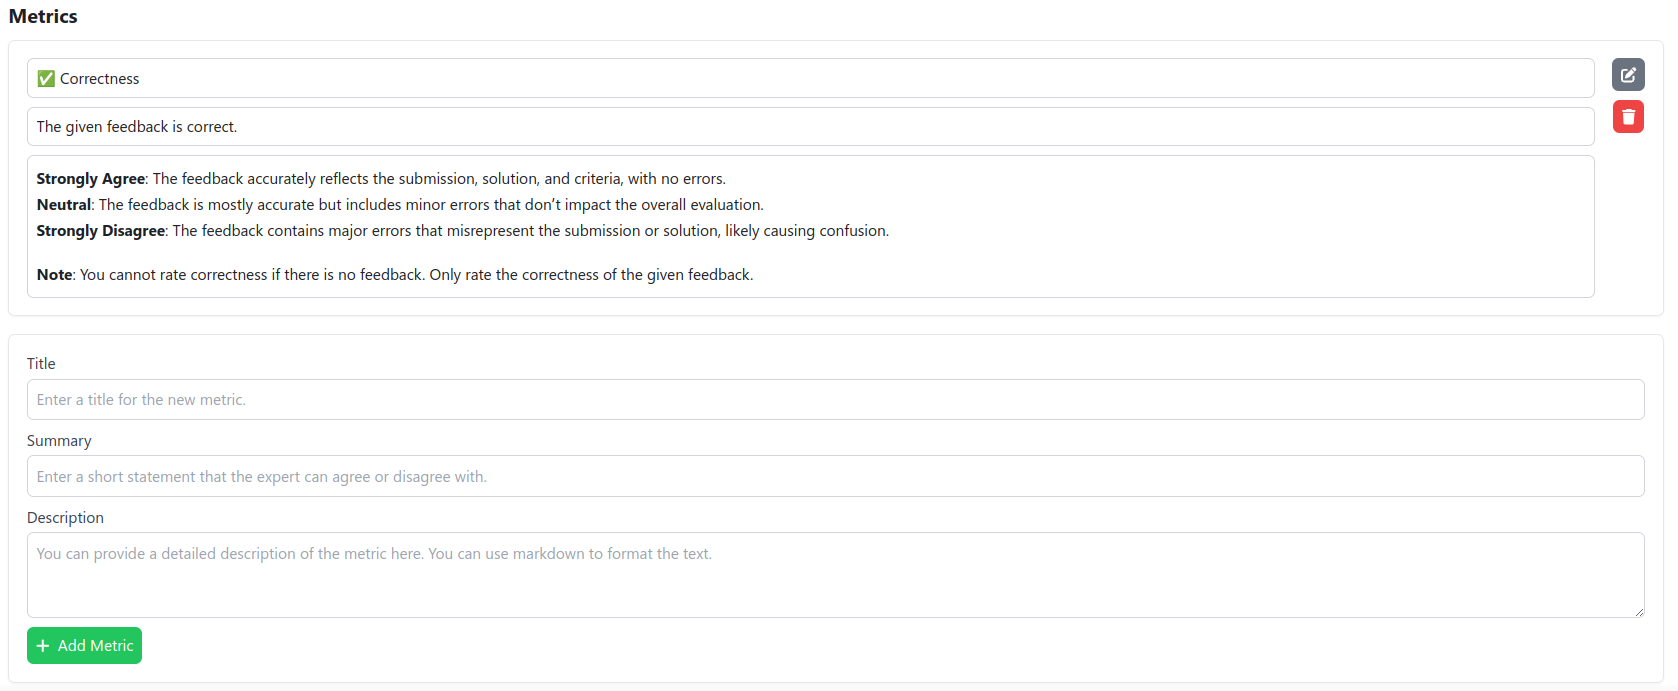 Metrics
✅ Correctness
The given feedback is correct.
Strongly Agree: The feedback accurately reflects the submission, solution, and criteria, with no errors.
Neutral: The feedback is mostly accurate but includes minor errors that don’t impact the overall evaluation.
Strongly Disagree: The feedback contains major errors that misrepresent the submission or solution, likely causing confusion.
Note: You cannot rate correctness if there is no feedback. Only rate the correctness of the given feedback.
Title
Enter a title for the new metric.
Summary
Enter a short statement that the expert can agree or disagree with.
Description
You can provide a detailed description of the metric here. You can use markdown to format the text.
+ Add Metric